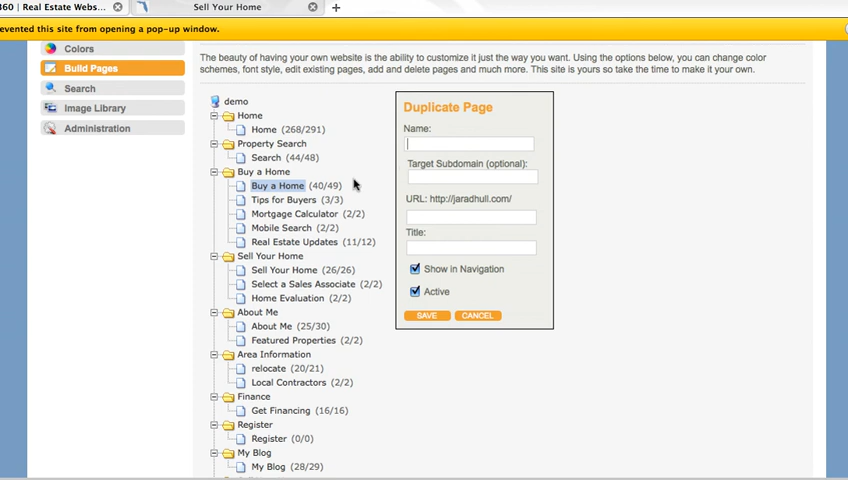 360 | Real Estate Webs...
Sell Your Home
evented this site from opening a pop-up window.
Colors
Build Pages
Search
Image Library
Administration
The beauty of having your own website is the ability to customize it just the way you want. Using the options below, you can change color
schemes, font style, edit existing pages, add and delete pages and much more. This site is yours so take the time to make it your own.
demo
Home
Home (268/291)
Property Search
Search (44/48)
Buy a Home
Buy a Home (40/49)
Tips for Buyers (3/3)
Mortgage Calculator (2/2)
Mobile Search (2/2)
Real Estate Updates (11/12)
Sell Your Home
Sell Your Home (26/26)
Select a Sales Associate (2/2)
Home Evaluation (2/2)
About Me
About Me (25/30)
Featured Properties (2/2)
Area Information
relocate (20/21)
Local Contractors (2/2)
Finance
Get Financing (16/16)
Register
Register (0/0)
My Blog
My Blog (28/29)
Duplicate Page
Name:
Target Subdomain (optional):
URL: http://jaradhull.com/
Title:
Show in Navigation
Active
SAVE CANCEL